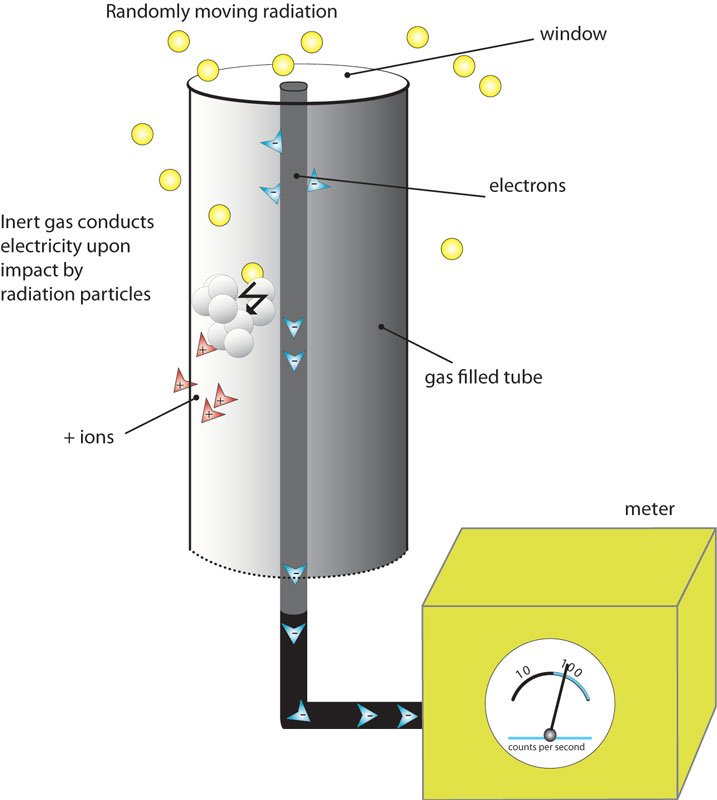 Randomly moving radiation
window
electrons
Inert gas conducts
electricity upon
impact by
radiation particles
gas filled tube
+ ions
meter
10 100
counts per second